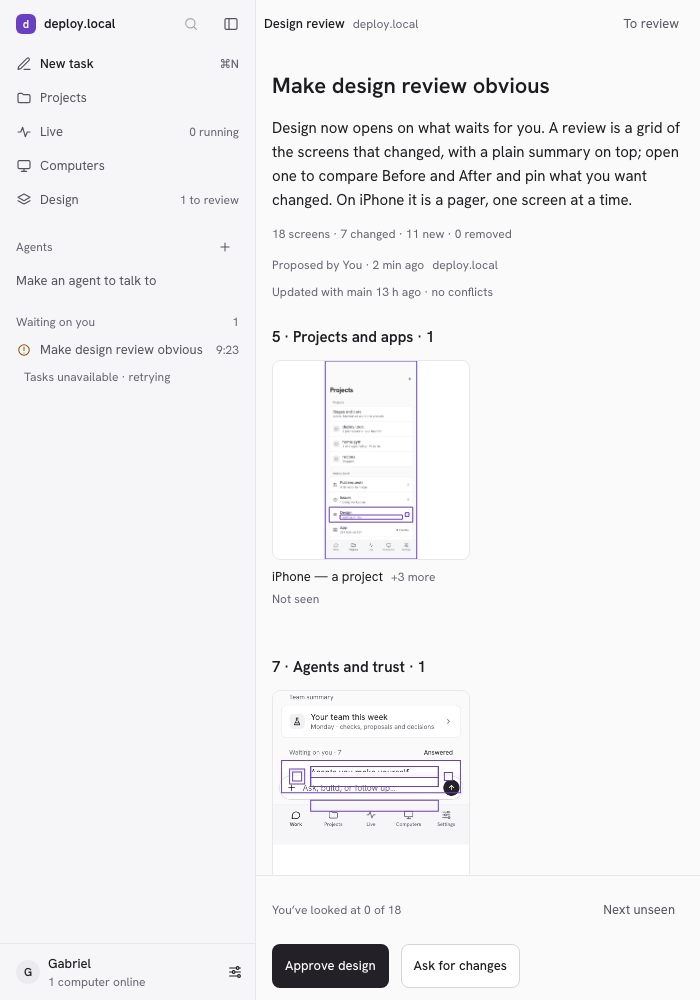 d deploy.local
New task ⌘N
Projects
Live 0 running
Computers
Design 1 to review
Agents
Make an agent to talk to
Waiting on you 1
Make design review obvious 9:23
Tasks unavailable · retrying
G
Gabriel
1 computer online
Design review deploy.local To review
Make design review obvious
Design now opens on what waits for you. A review is a grid of
the screens that changed, with a plain summary on top; open
one to compare Before and After and pin what you want
changed. On iPhone it is a pager, one screen at a time.
18 screens · 7 changed · 11 new · 0 removed
Proposed by You · 2 min ago deploy.local
Updated with main 13 h ago · no conflicts
5 · Projects and apps · 1
Projects
iPhone — a project +3 more
Not seen
7 · Agents and trust · 1
Team summary
Your team this week
Monday · checks, proposals and decisions
Waiting on you · 7 Answered
Agents you make yourself
Ask, build, or follow up...
Work Projects Live Computers Settings
You’ve looked at 0 of 18 Next unseen
Approve design Ask for changes